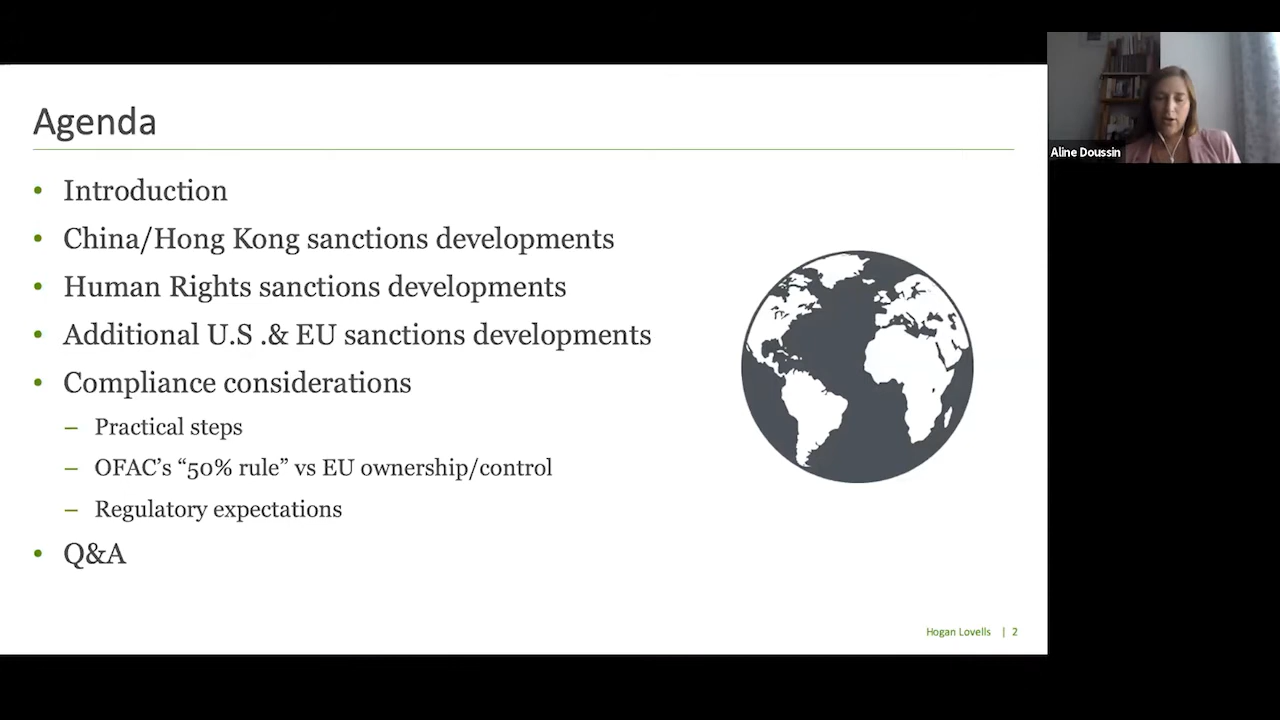 Agenda
• Introduction
• China/Hong Kong sanctions developments
• Human Rights sanctions developments
• Additional U.S .& EU sanctions developments
• Compliance considerations
– Practical steps
– OFAC’s “50% rule” vs EU ownership/control
– Regulatory expectations
• Q&A
Hogan Lovells | 2
Aline Doussin